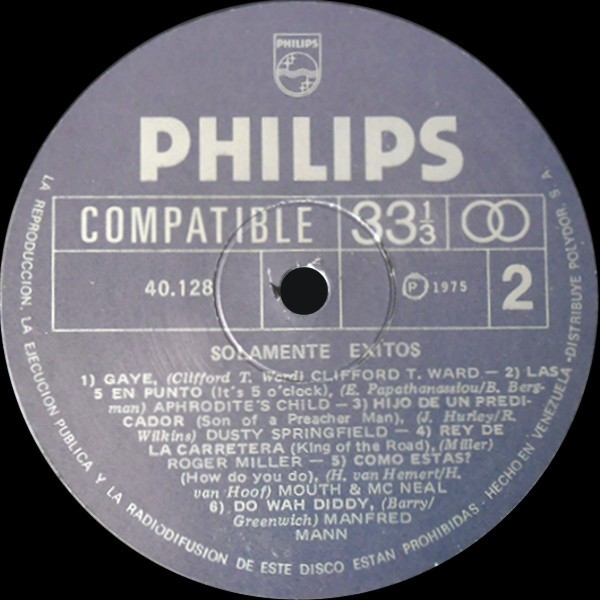 PHILIPS
PHILIPS
COMPATIBLE 33 1/3
40.128 Ⓟ 1975 2
SOLAMENTE EXITOS
1) GAYE, (Clifford T. Ward) CLIFFORD T. WARD — 2) LAS
5 EN PUNTO (It's 5 o'clock), (E. Papathanassiou/B. Berg-
man) APHRODITE'S CHILD — 3) HIJO DE UN PREDI-
CADOR (Son of a Preacher Man), (J. Hurley/R.
Wilkins) DUSTY SPRINGFIELD — 4) REY DE
LA CARRETERA (King of the Road), (Miller)
ROGER MILLER — 5) COMO ESTAS?
(How do you do), (H. van Hemert/H.
van Hoof) MOUTH & MC NEAL
6) DO WAH DIDDY, (Barry/
Greenwich) MANFRED
MANN
LA REPRODUCCION, LA EJECUCION PUBLICA Y LA RADIODIFUSION DE ESTE DISCO ESTAN PROHIBIDAS · HECHO EN VENEZUELA · DISTRIBUYE POLYDOR, S A